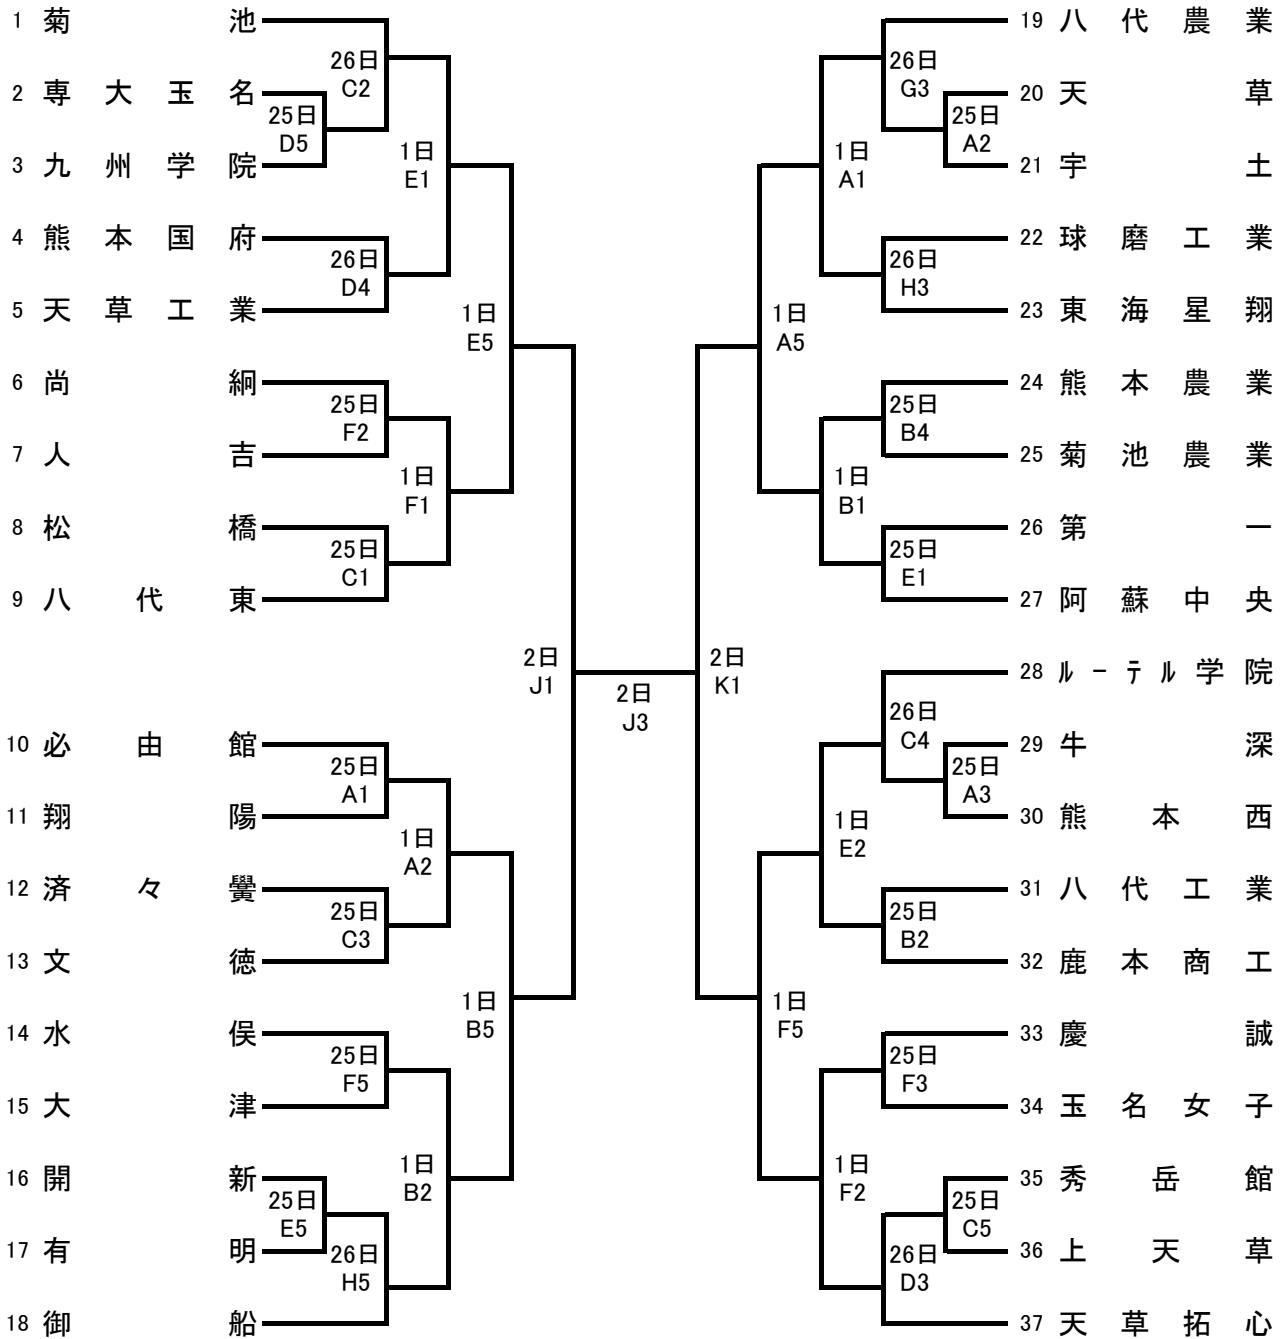 1 菊池
2 専大玉名
3 九州学院
4 熊本国府
5 天草工業
6 尚絅
7 人吉
8 松橋
9 八代東
10 必由館
11 翔陽
12 済々黌
13 文徳
14 水俣
15 大津
16 開新
17 有明
18 御船
26日
C2
25日
D5
1日
E1
26日
D4
1日
E5
25日
F2
1日
F1
25日
C1
2日
J1
25日
A1
1日
A2
25日
C3
1日
B5
25日
F5
1日
B2
25日
E5
26日
H5
2日
J3
2日
K1
26日
G3
25日
A2
1日
A1
26日
H3
1日
A5
25日
B4
1日
B1
25日
E1
26日
C4
25日
A3
1日
E2
25日
B2
1日
F5
25日
F3
1日
F2
25日
C5
26日
D3
19 八代農業
20 天草
21 宇土
22 球磨工業
23 東海星翔
24 熊本農業
25 菊池農業
26 第一
27 阿蘇中央
28 ﾙｰﾃﾙ学院
29 牛深
30 熊本西
31 八代工業
32 鹿本商工
33 慶誠
34 玉名女子
35 秀岳館
36 上天草
37 天草拓心